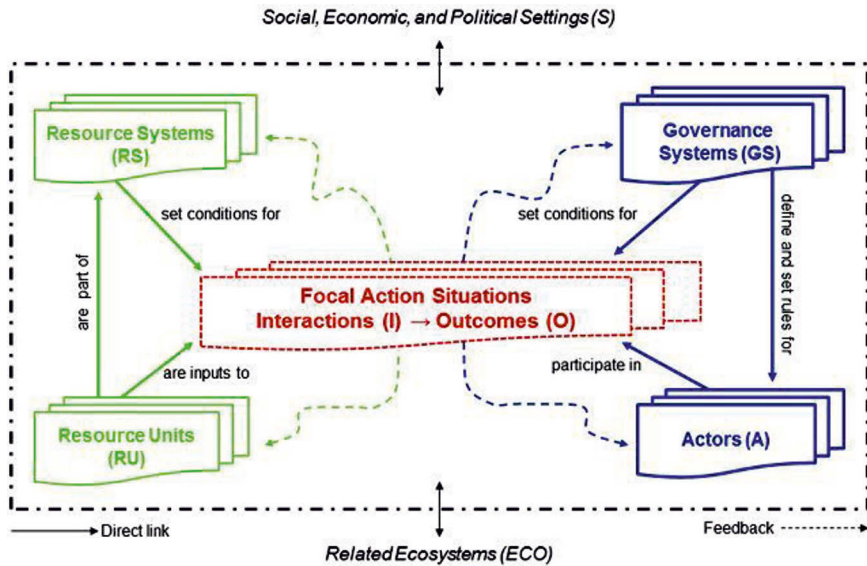 Social, Economic, and Political Settings (S)
Resource Systems
(RS)
Governance
Systems (GS)
set conditions for
set conditions for
are part of
define and set rules for
Focal Action Situations
Interactions (I) → Outcomes (O)
are inputs to
participate in
Resource Units
(RU)
Actors (A)
Direct link
Feedback
Related Ecosystems (ECO)